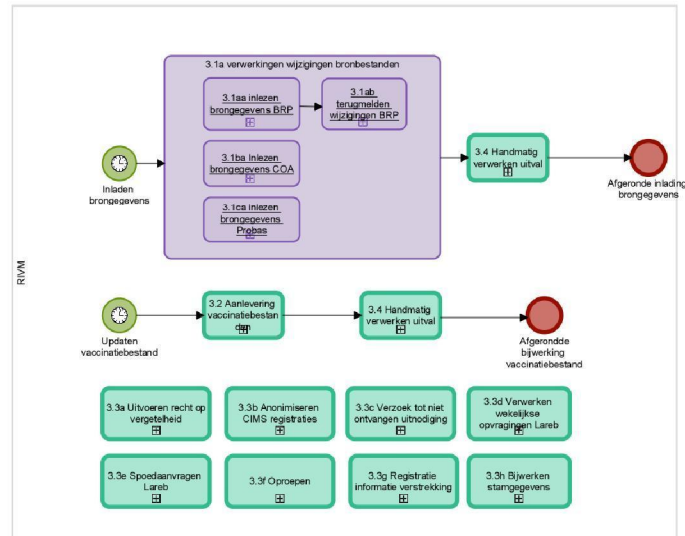 3.1a verwerkingen wijzigingen bronbestanden
3.1aa inlezen
brongegevens BRP
3.1ab
terugmelden
wijzigingen BRP
3.1ba Inlezen
brongegevens COA
3.1ca inlezen
brongegevens
Probas
Inladen
brongegevens
3.4 Handmatig
verwerken uitval
Afgeronde inlading
brongegevens
RIVM
Updaten
vaccinatiebestand
3.2 Aanlevering
vaccinatiebestan
den
3.4 Handmatig
verwerken uitval
Afgerondde
bijwerking
vaccinatiebestand
3.3a Uitvoeren recht op
vergetelheid
3.3b Anonimiseren
CIMS registraties
3.3c Verzoek tot niet
ontvangen uitnodiging
3.3d Verwerken
wekelijkse
opvragingen Lareb
3.3e Spoedaanvragen
Lareb
3.3f Oproepen
3.3g Registratie
informatie verstrekking
3.3h Bijwerken
stamgegevens